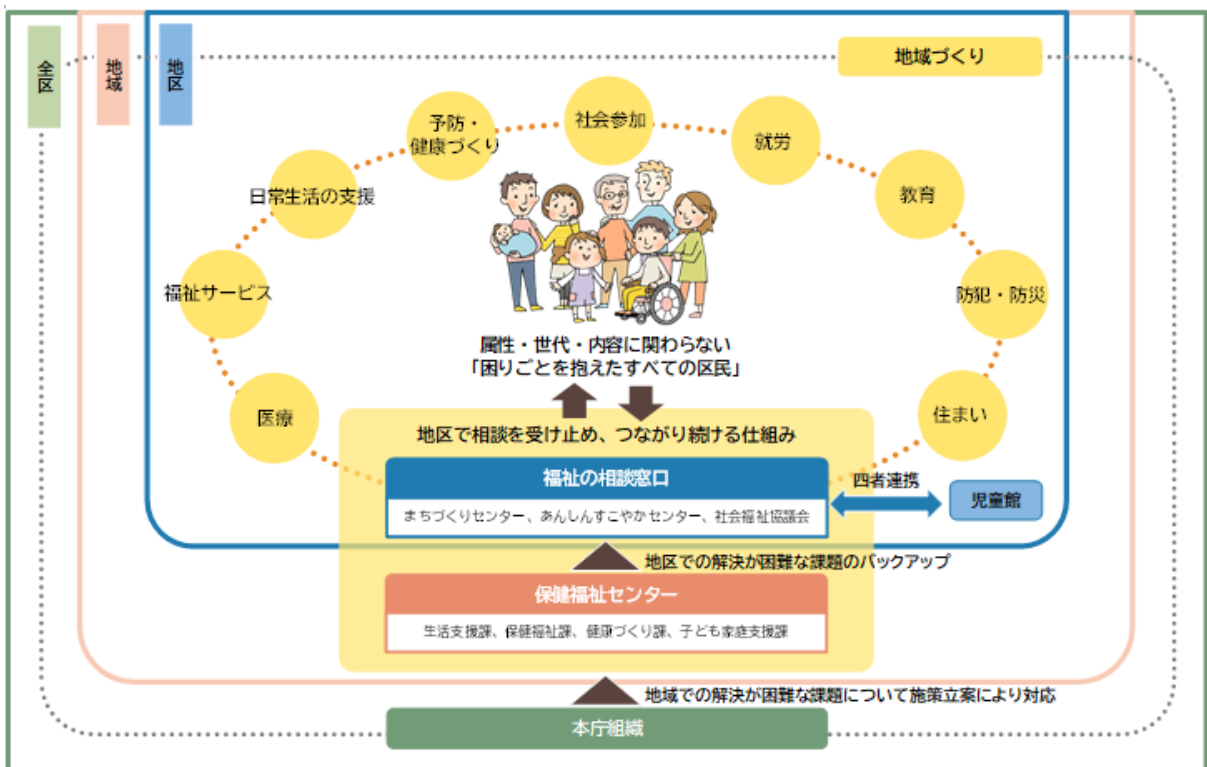 全区
地域
地区
地域づくり
予防・
健康づくり
社会参加
就労
日常生活の支援
教育
福祉サービス
防犯・防災
医療
住まい
属性・世代・内容に関わらない
「困りごとを抱えたすべての区民」
地区で相談を受け止め、つながり続ける仕組み
福祉の相談窓口
まちづくりセンター、あんしんすこやかセンター、社会福祉協議会
四者連携
児童館
地区での解決が困難な課題のバックアップ
保健福祉センター
生活支援課、保健福祉課、健康づくり課、子ども家庭支援課
地域での解決が困難な課題について施策立案により対応
本庁組織